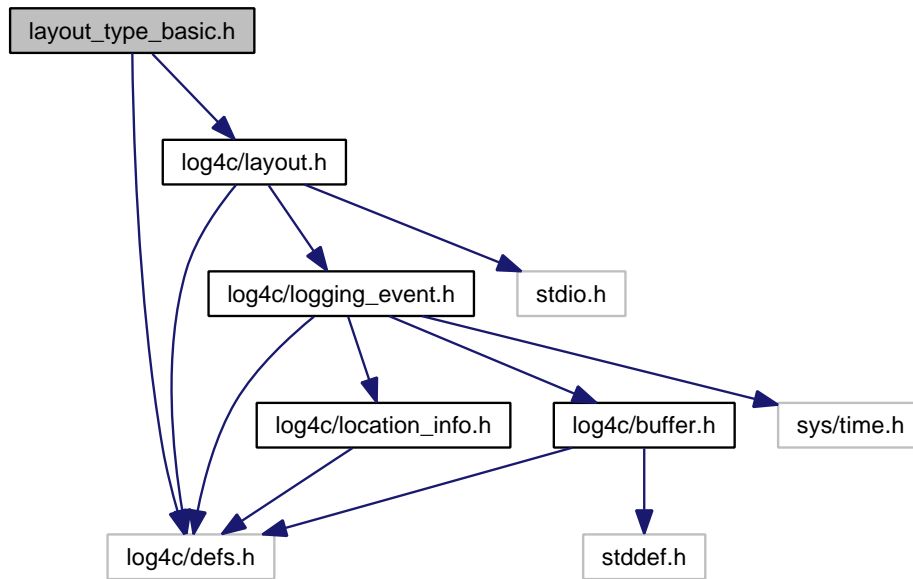 layout_type_basic.h
log4c/layout.h
log4c/logging_event.h
stdio.h
log4c/location_info.h
log4c/buffer.h
sys/time.h
log4c/defs.h
stddef.h